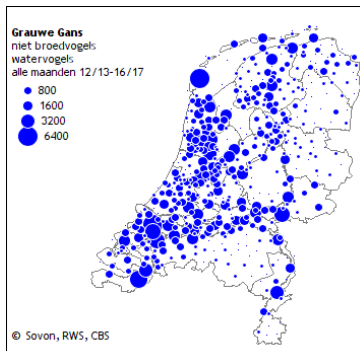 Grauwe Gans
niet broedvogels
watervogels
alle maanden 12/13-16/17
800
1600
3200
6400
© Sovon, RWS, CBS